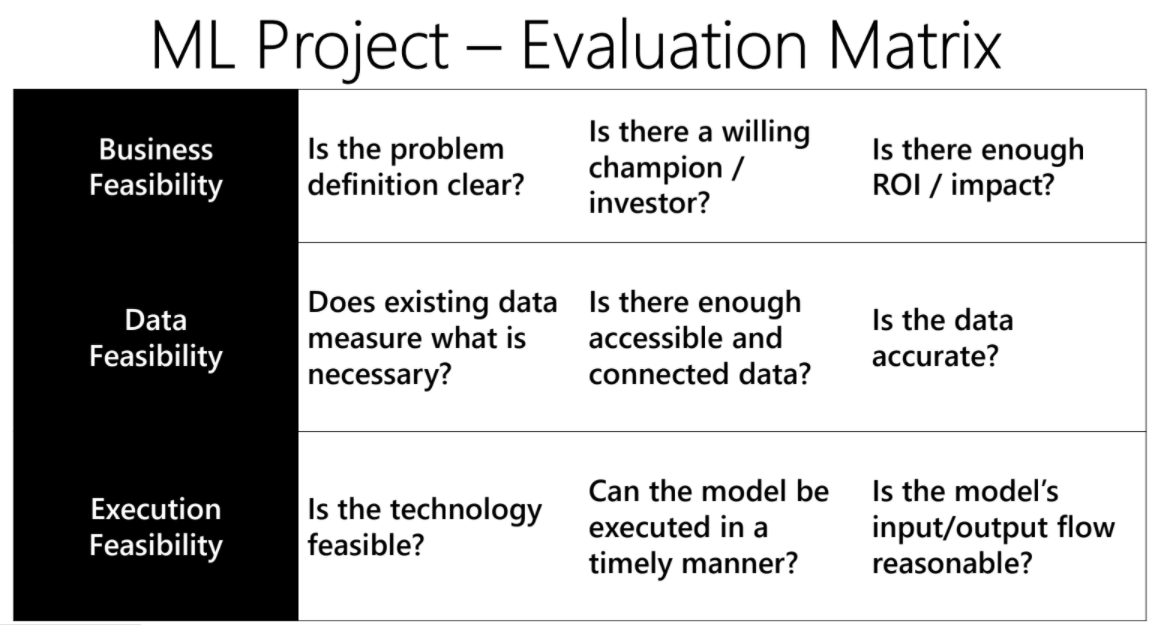 ML Project – Evaluation Matrix
Business
Feasibility
Is the problem
definition clear?
Is there a willing
champion /
investor?
Is there enough
ROI / impact?
Data
Feasibility
Does existing data
measure what is
necessary?
Is there enough
accessible and
connected data?
Is the data
accurate?
Execution
Feasibility
Is the technology
feasible?
Can the model be
executed in a
timely manner?
Is the model’s
input/output flow
reasonable?